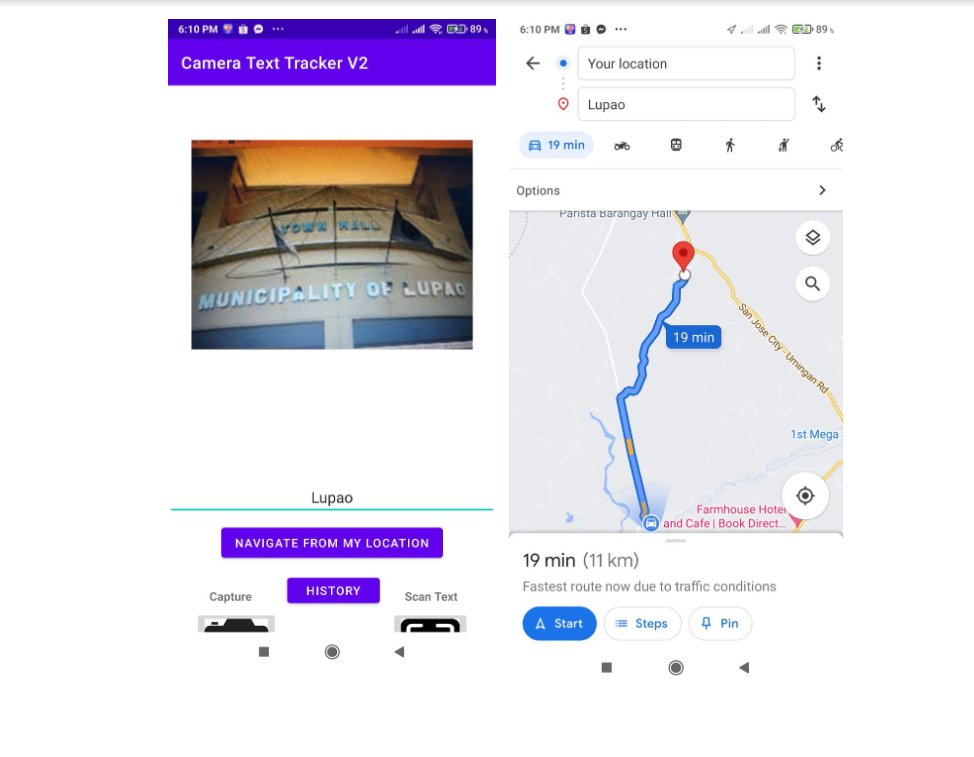 6:10 PM
89
Camera Text Tracker V2
TOWN HALL
MUNICIPALITY OF LUPAO
Lupao
NAVIGATE FROM MY LOCATION
Capture
HISTORY
Scan Text
6:10 PM
89
Your location
Lupao
19 min
Options
Parista Barangay Hall
19 min
San Jose City - Umingan Rd
1st Mega
Farmhouse Hotel
and Cafe | Book Direct...
19 min (11 km)
Fastest route now due to traffic conditions
Start
Steps
Pin